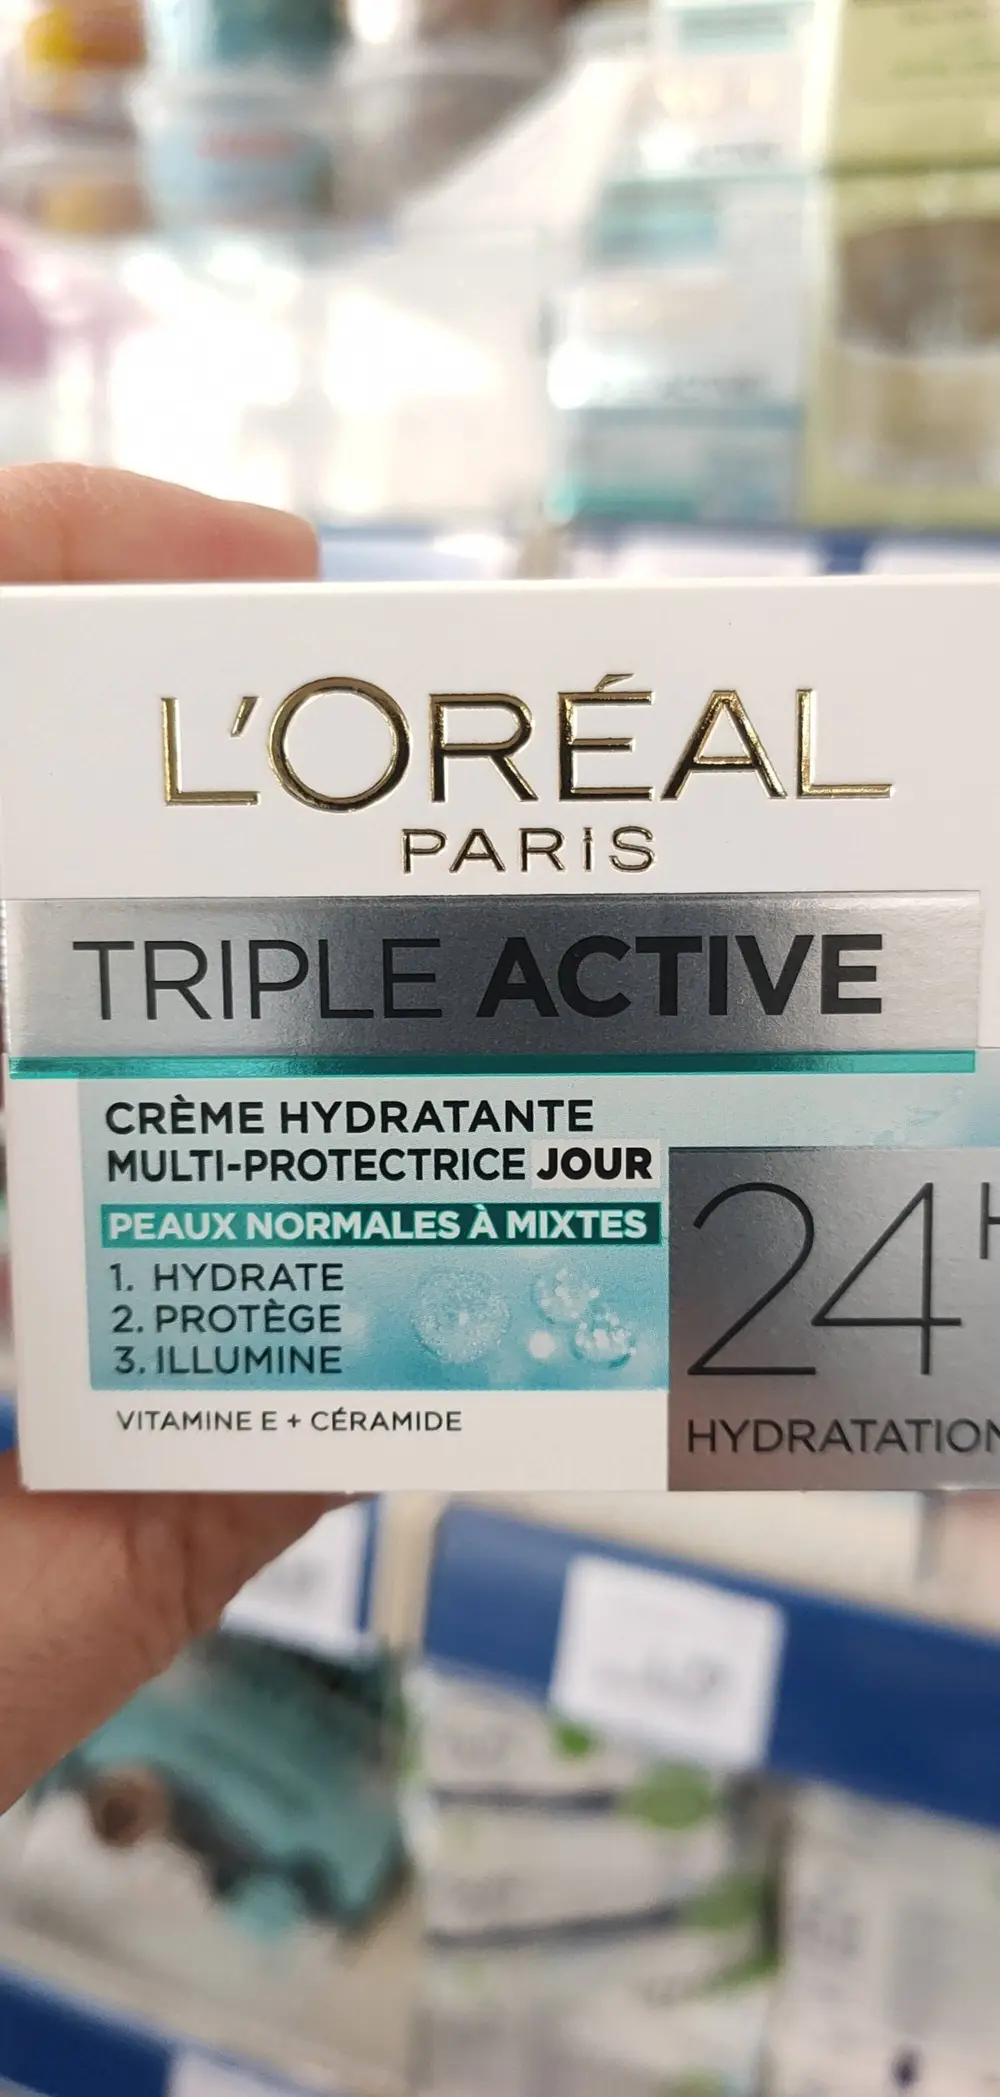 L'ORÉAL
PARIS
TRIPLE ACTIVE
CRÈME HYDRATANTE
MULTI-PROTECTRICE JOUR
PEAUX NORMALES À MIXTES
1. HYDRATE
2. PROTÈGE
3. ILLUMINE
VITAMINE E + CÉRAMIDE
24H
HYDRATION